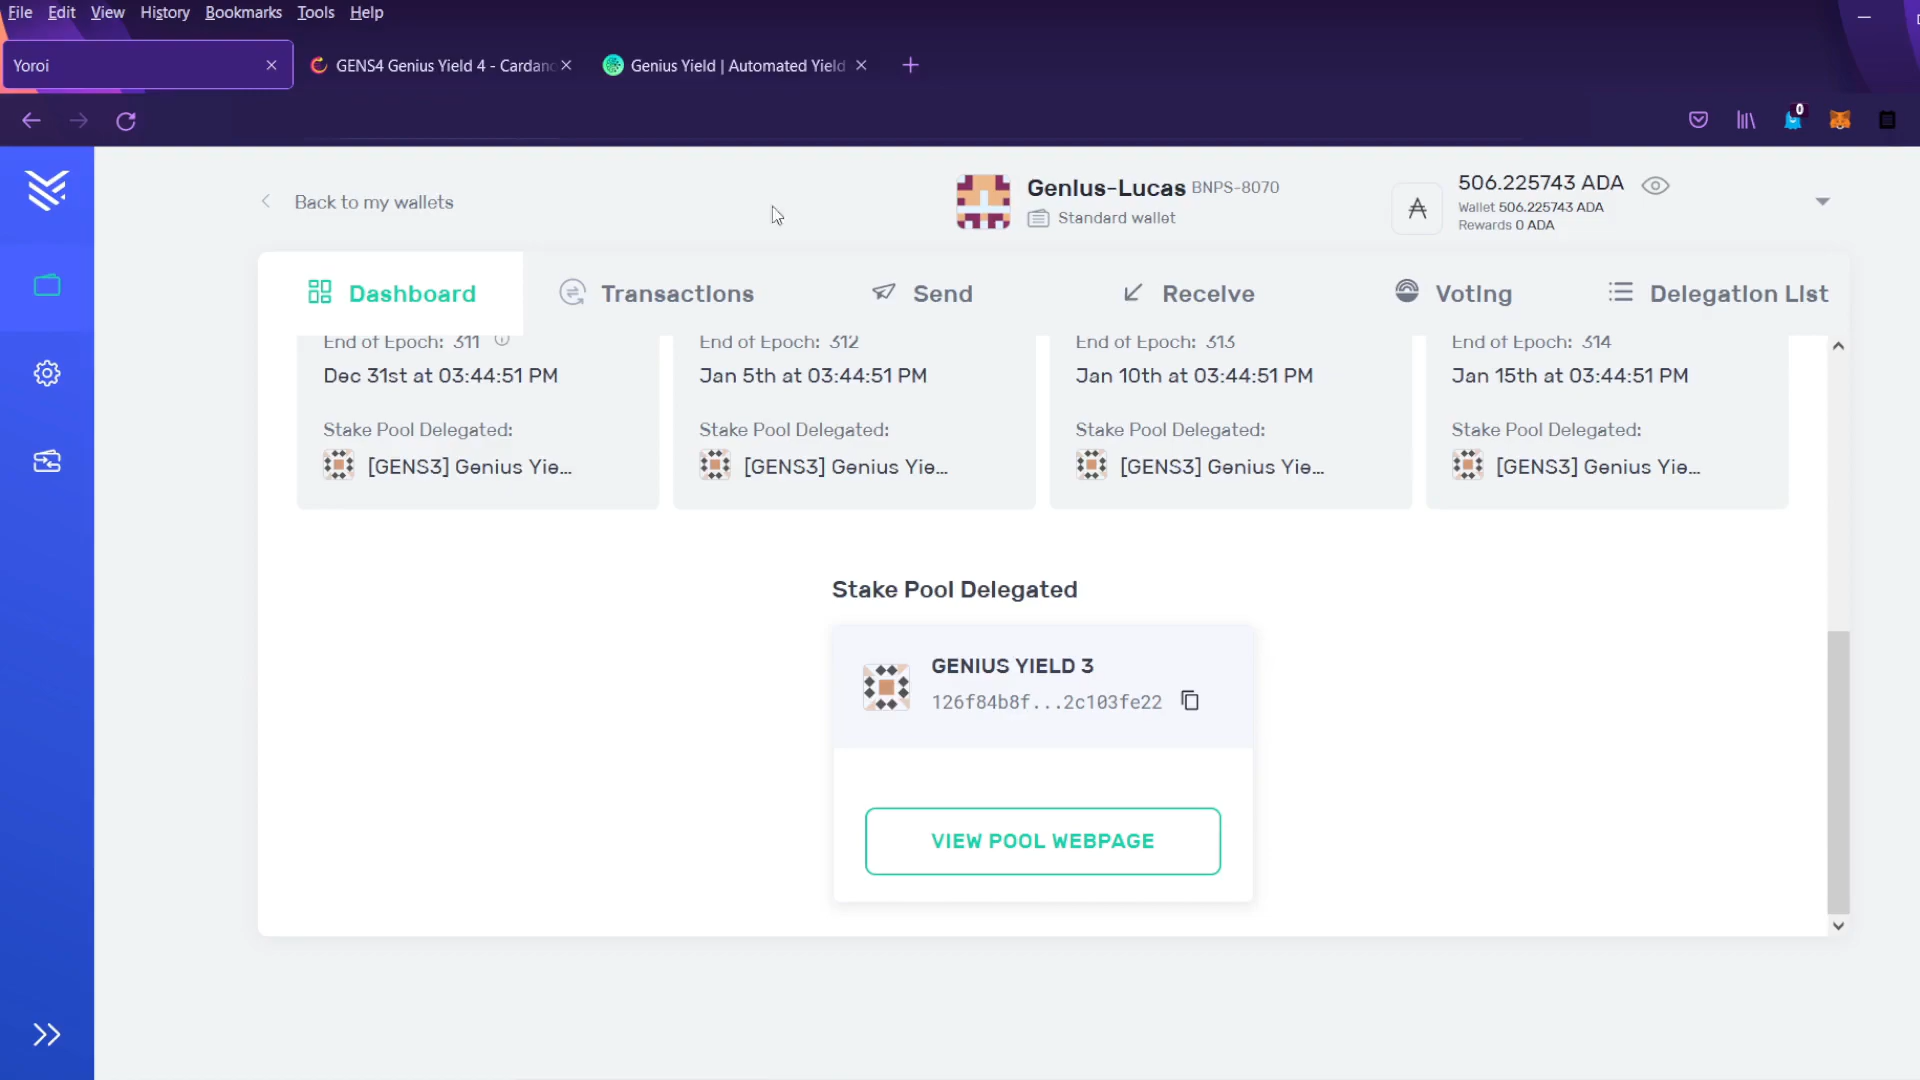 File Edit View History Bookmarks Tools Help
Yoroi
GENS4 Genius Yield 4 - Cardano
Genius Yield | Automated Yield
0
Back to my wallets
Genius-Lucas BNPS-8070
Standard wallet
506.225743 ADA
Wallet 506.225743 ADA
Rewards 0 ADA
Dashboard
Transactions
Send
Receive
Voting
Delegation List
End of Epoch: 311
Dec 31st at 03:44:51 PM
Stake Pool Delegated:
[GENS3] Genius Yie...
End of Epoch: 312
Jan 5th at 03:44:51 PM
Stake Pool Delegated:
[GENS3] Genius Yie...
End of Epoch: 313
Jan 10th at 03:44:51 PM
Stake Pool Delegated:
[GENS3] Genius Yie...
End of Epoch: 314
Jan 15th at 03:44:51 PM
Stake Pool Delegated:
[GENS3] Genius Yie...
Stake Pool Delegated
GENIUS YIELD 3
126f84b8f...2c103fe22
VIEW POOL WEBPAGE